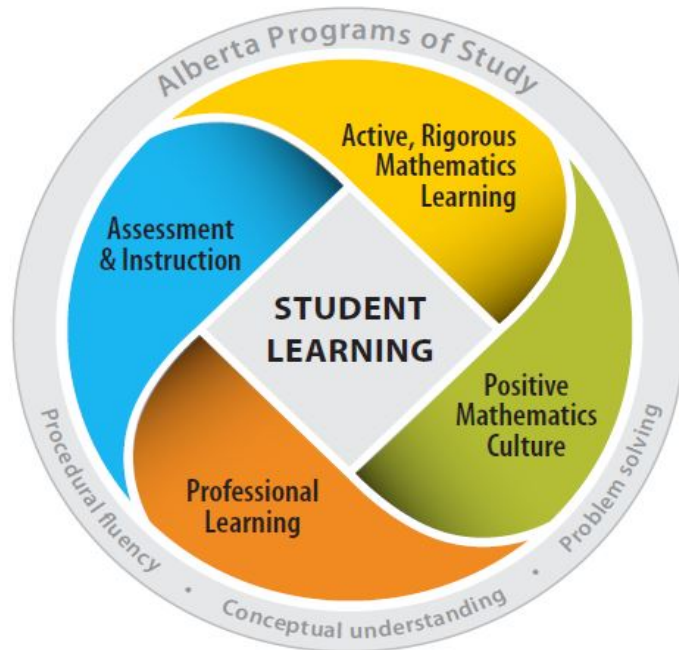 Alberta Programs of Study
Active, Rigorous
Mathematics
Learning
Assessment
& Instruction
STUDENT
LEARNING
Positive
Mathematics
Culture
Professional
Learning
Procedural fluency • Conceptual understanding • Problem solving